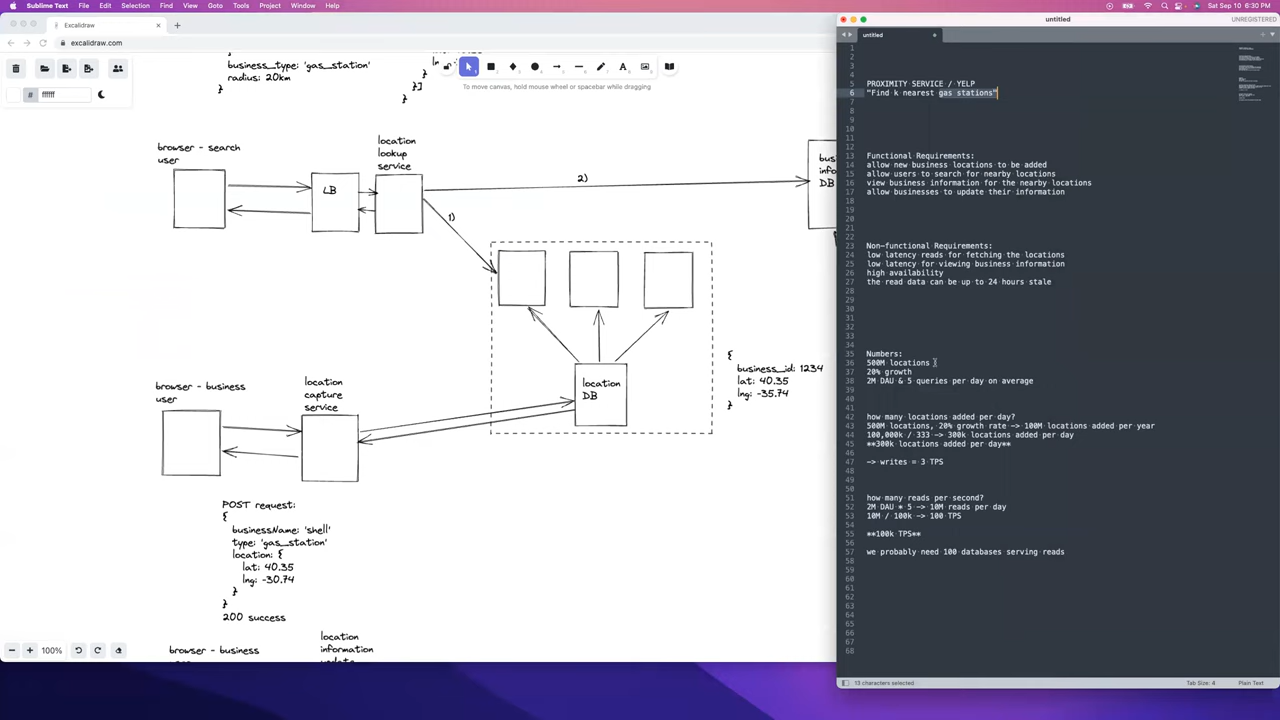 Sublime Text File Edit Selection Find View Goto Tools Project Window Help
Sat Sep 10 6:30 PM
Excalidraw
excalidraw.com
untitled
UNREGISTERED
untitled
ffffff
To move canvas, hold mouse wheel or spacebar while dragging
business_type: 'gas_station'
radius: 20km
}
}
}]
}
browser - search
user
LB
location
lookup
service
2)
1)
DB
location
DB
{
business_id: 1234
lat: 40.35
lng: -35.74
}
browser - business
user
location
capture
service
POST request:
{
businessName: 'shell'
type: 'gas_station'
location: {
lat: 40.35
lng: -30.74
}
}
200 success
browser - business
location
information
update
100%
PROXIMITY SERVICE / YELP
"Find k nearest gas stations"
Functional Requirements:
allow new business locations to be added
allow users to search for nearby locations
view business information for the nearby locations
allow businesses to update their information
Non-functional Requirements:
low latency reads for fetching the locations
low latency for viewing business information
high availability
the read data can be up to 24 hours stale
Numbers:
500M locations
20% growth
2M DAU & 5 queries per day on average
how many locations added per day?
500M locations, 20% growth rate -> 100M locations added per year
100,000k / 333 -> 300k locations added per day
**300k locations added per day**
-> writes = 3 TPS
how many reads per second?
2M DAU * 5 -> 10M reads per day
10M / 100k -> 100 TPS
**100k TPS**
we probably need 100 databases serving reads
13 characters selected
Tab Size: 4
Plain Text